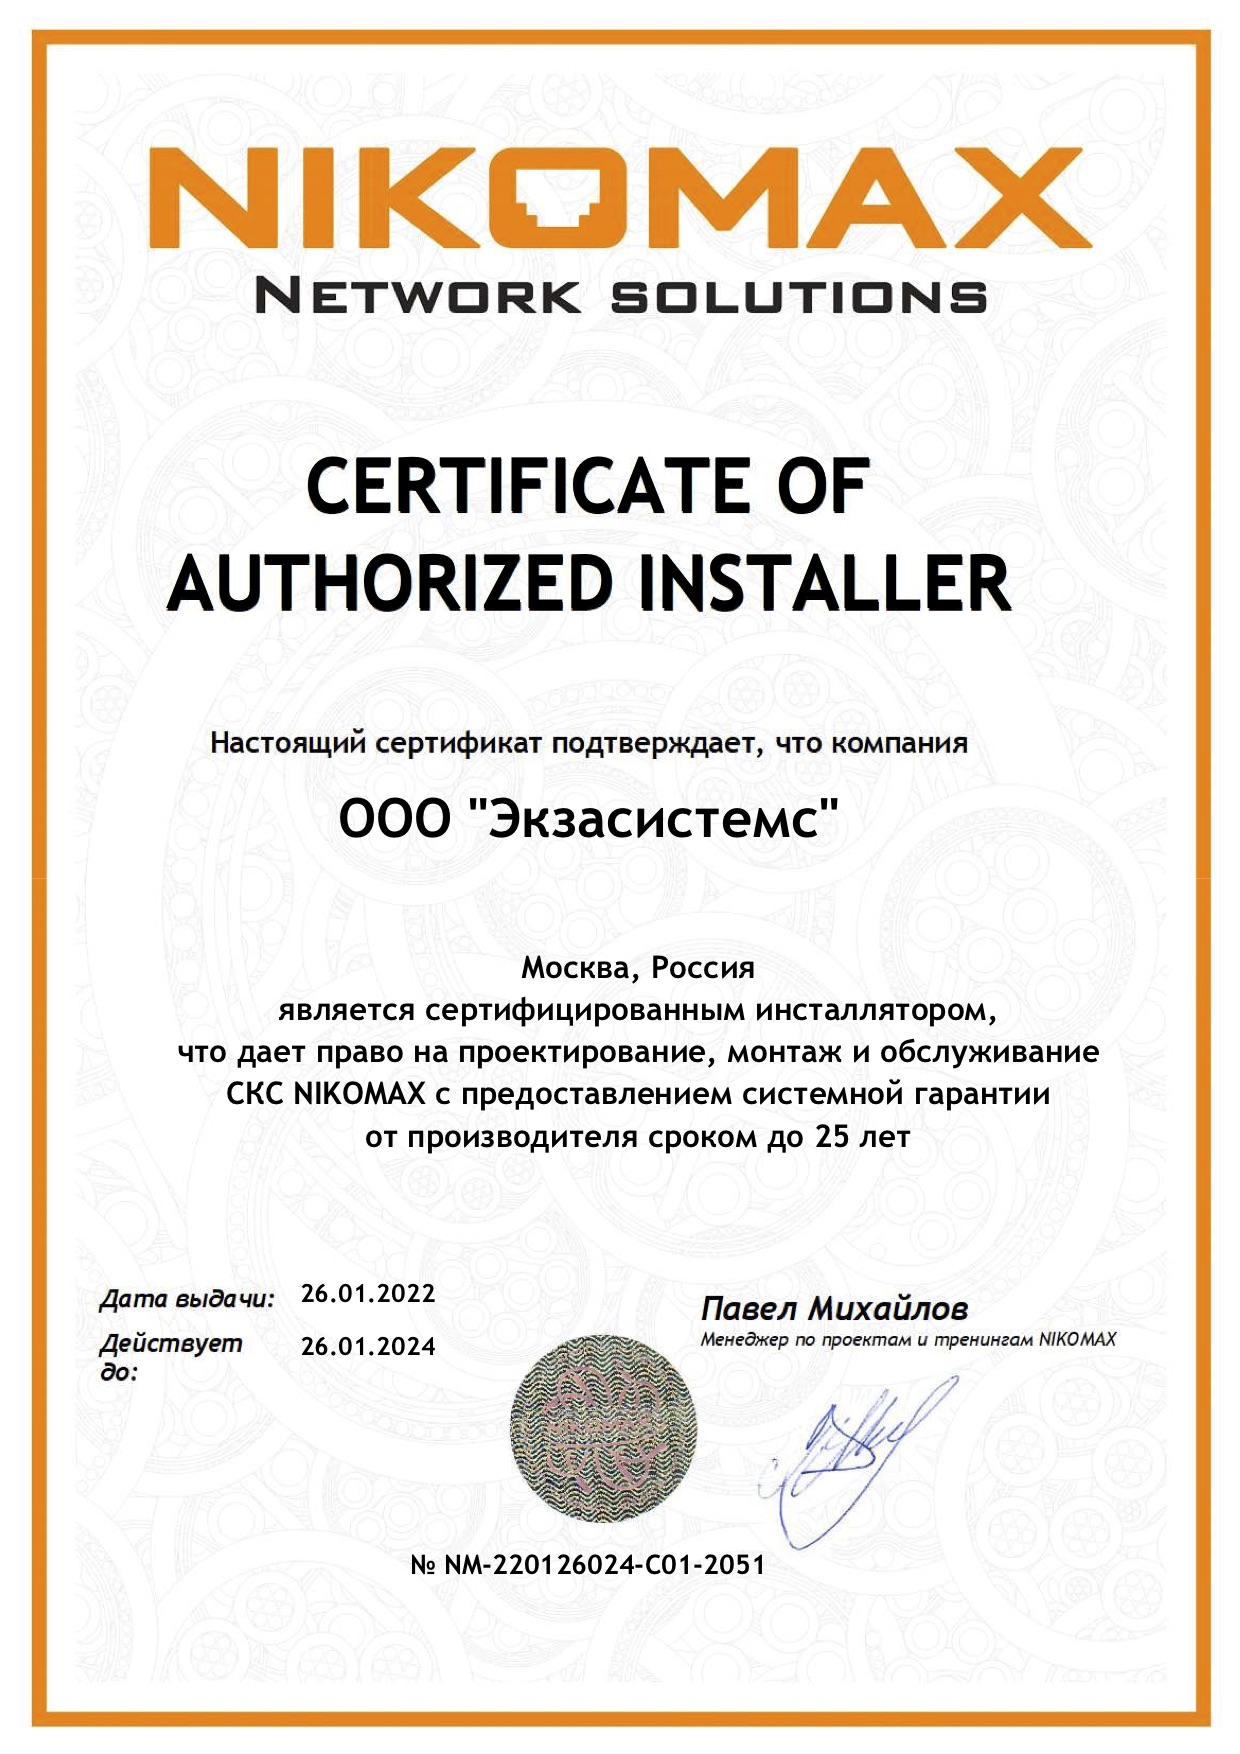 NIKOMAX
NETWORK SOLUTIONS
CERTIFICATE OF
AUTHORIZED INSTALLER
Настоящий сертификат подтверждает, что компания
ООО "Экзасистемс"
Москва, Россия
является сертифицированным инсталлятором,
что дает право на проектирование, монтаж и обслуживание
СКС NIKOMAX с предоставлением системной гарантии
от производителя сроком до 25 лет
Дата выдачи: 26.01.2022
Действует
до: 26.01.2024
Павел Михайлов
Менеджер по проектам и тренингам NIKOMAX
№ NM-220126024-C01-2051